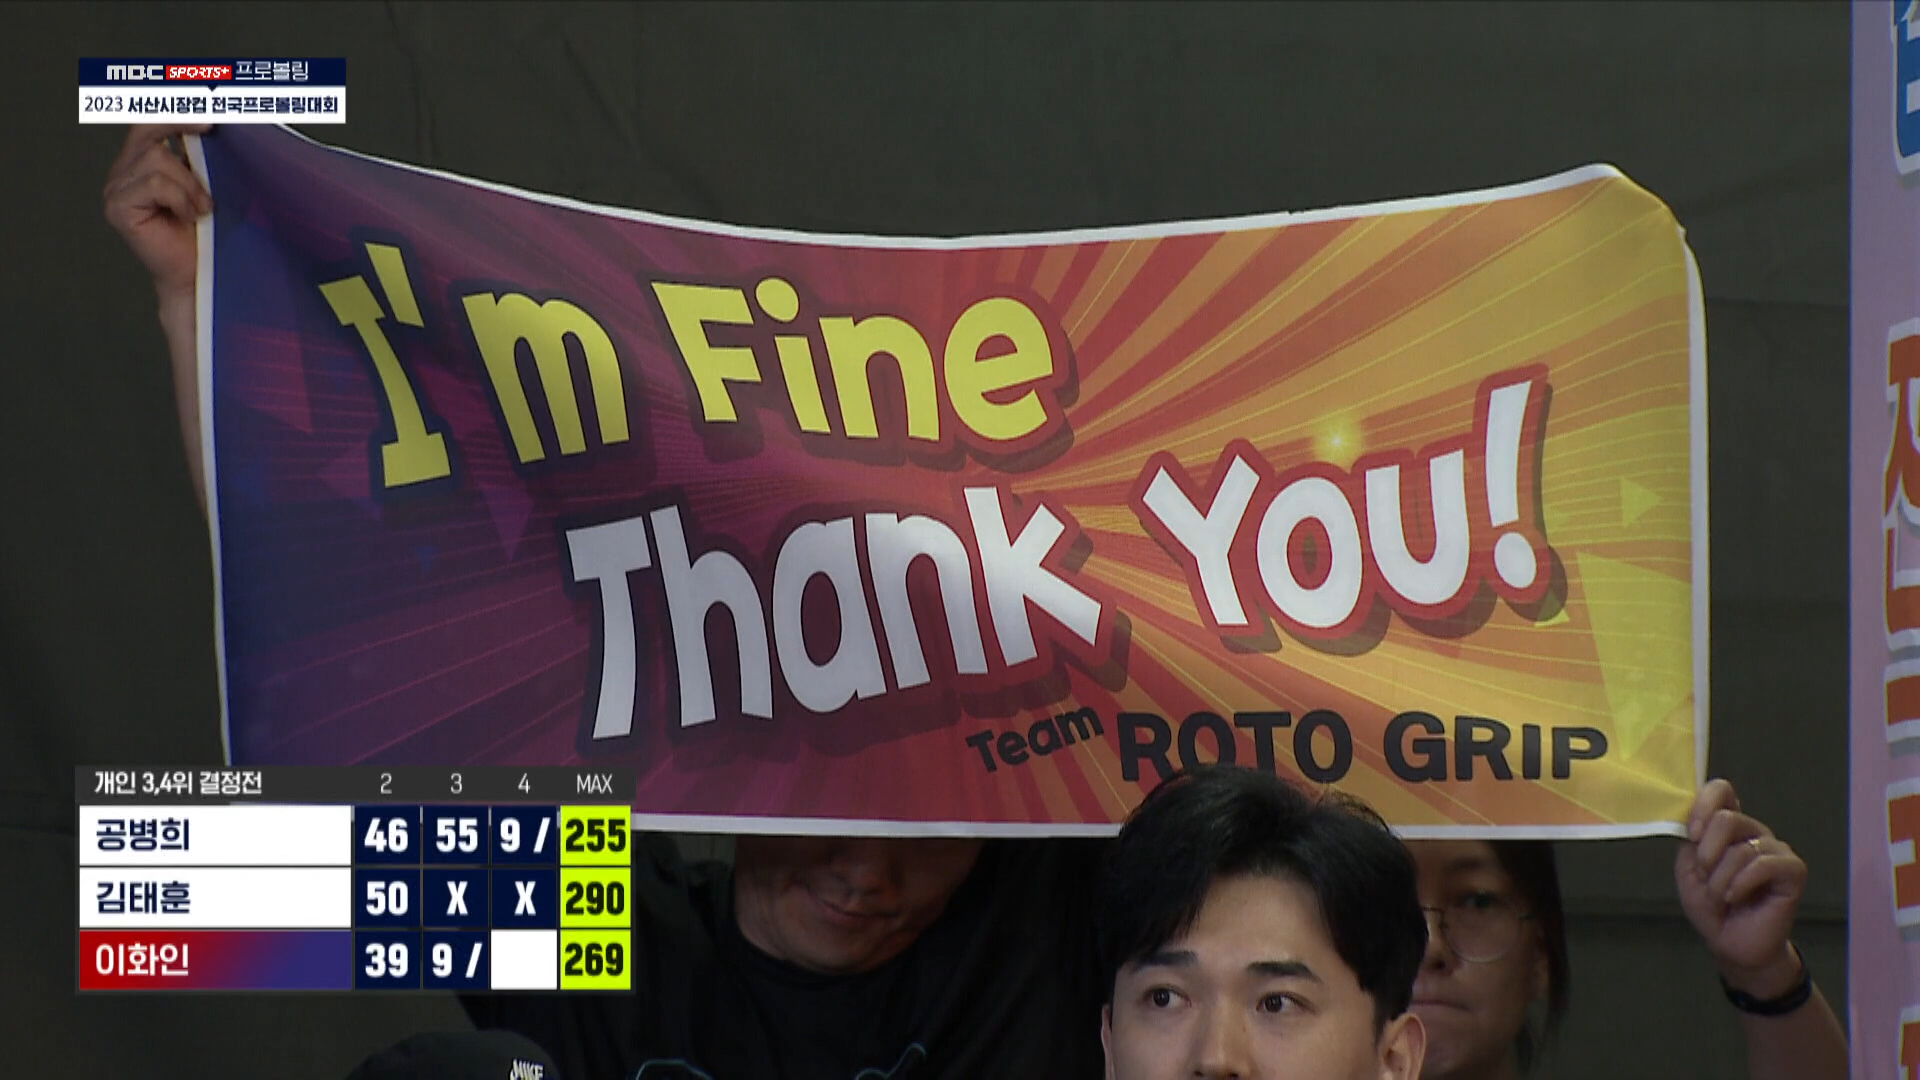 MBC SPORTS+ 프로볼링
2023 서산시장컵 전국프로볼링대회
I'm Fine
Thank You!
Team ROTO GRIP
개인 3,4위 결정전 2 3 4 MAX
공병희 46 55 9 / 255
김태훈 50 X X 290
이화인 39 9 / 269
NIKE